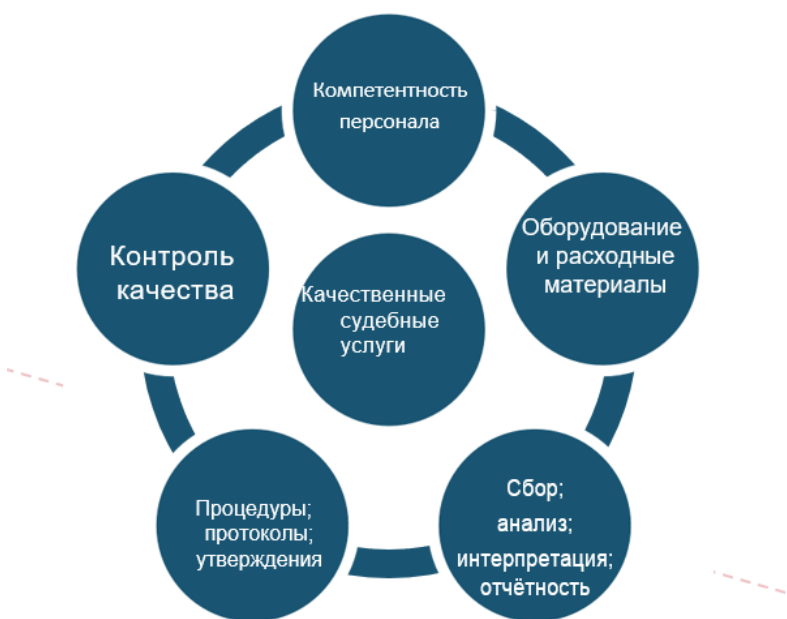 Компетентность
персонала
Оборудование
и расходные
материалы
Контроль
качества
Качественные
судебные
услуги
Сбор;
анализ;
интерпретация;
отчётность
Процедуры;
протоколы;
утверждения